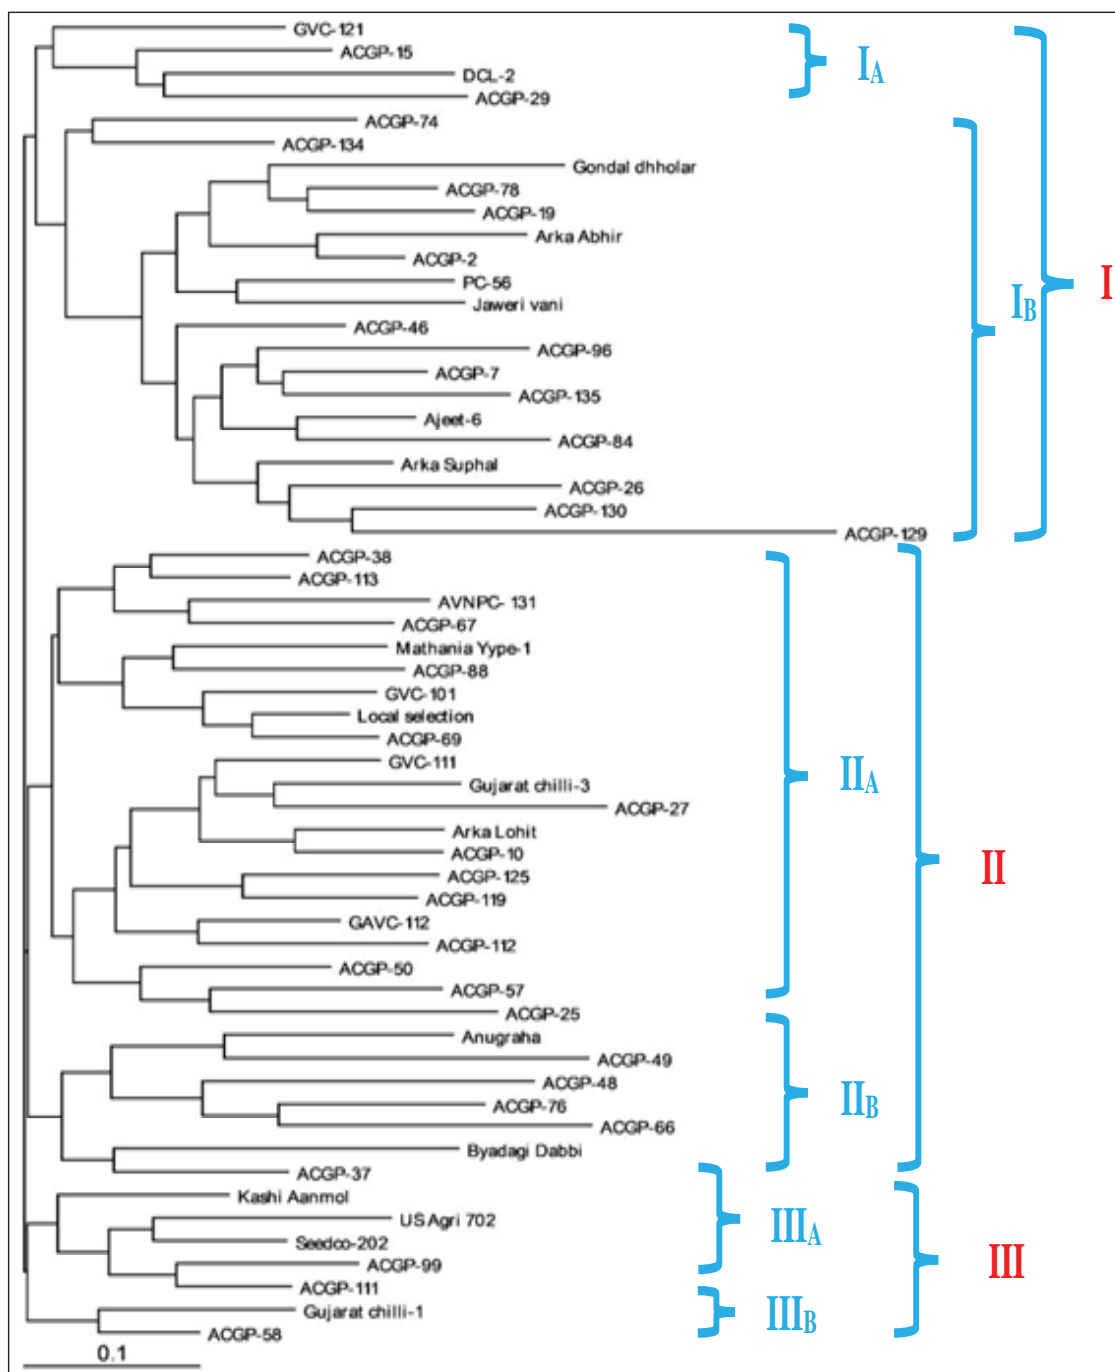 GVC-121
ACGP-15
DCL-2
ACGP-29
I_A
ACGP-74
ACGP-134
Gondal dhholar
ACGP-78
ACGP-19
Arka Abhir
ACGP-2
PC-56
Jaweri vani
I
I_B
ACGP-46
ACGP-96
ACGP-7
ACGP-135
Ajeet-6
ACGP-84
Arka Suphal
ACGP-26
ACGP-130
ACGP-129
ACGP-38
ACGP-113
AVNPC- 131
ACGP-67
Mathania Yype-1
ACGP-88
GVC-101
Local selection
ACGP-69
GVC-111
II_A
Gujarat chilli-3
ACGP-27
Arka Lohit
ACGP-10
II
ACGP-125
ACGP-119
GAVC-112
ACGP-112
ACGP-50
ACGP-57
ACGP-25
Anugraha
ACGP-49
ACGP-48
II_B
ACGP-76
ACGP-66
Byadagi Dabbi
ACGP-37
Kashi Aanmol
US Agri 702
III_A
Seedco-202
III
ACGP-99
ACGP-111
Gujarat chilli-1
III_B
ACGP-58
0.1